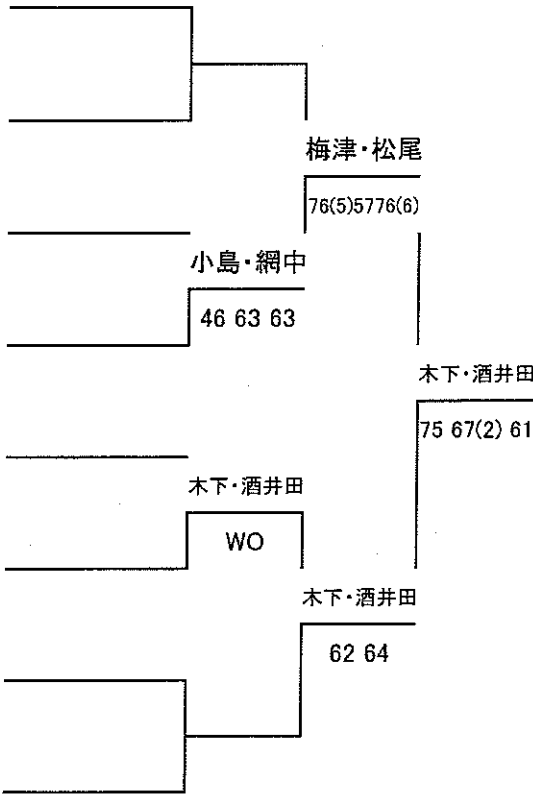 梅津・松尾
76(5)5776(6)
小島・網中
46 63 63
木下・酒井田
75 67(2) 61
木下・酒井田
WO
木下・酒井田
62 64